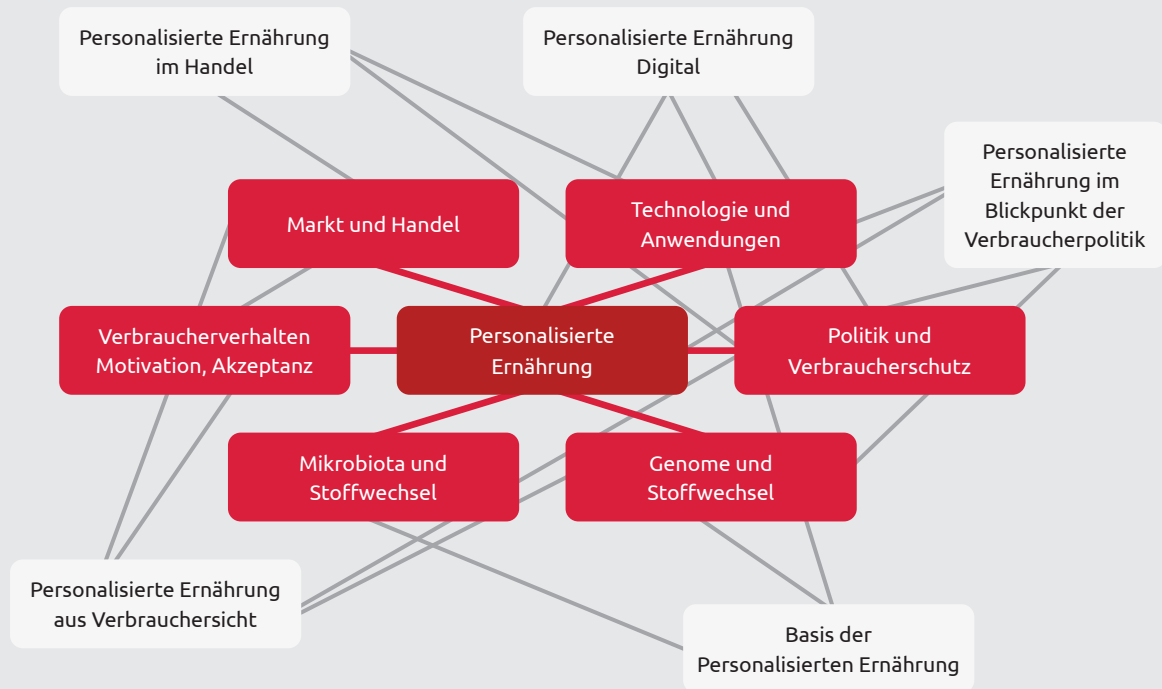 Personalisierte Ernährung
im Handel
Personalisierte Ernährung
Digital
Personalisierte
Ernährung im
Blickpunkt der
Verbraucherpolitik
Markt und Handel
Technologie und
Anwendungen
Verbraucherverhalten
Motivation, Akzeptanz
Personalisierte
Ernährung
Politik und
Verbraucherschutz
Mikrobiota und
Stoffwechsel
Genome und
Stoffwechsel
Personalisierte Ernährung
aus Verbrauchersicht
Basis der
Personalisierten Ernährung